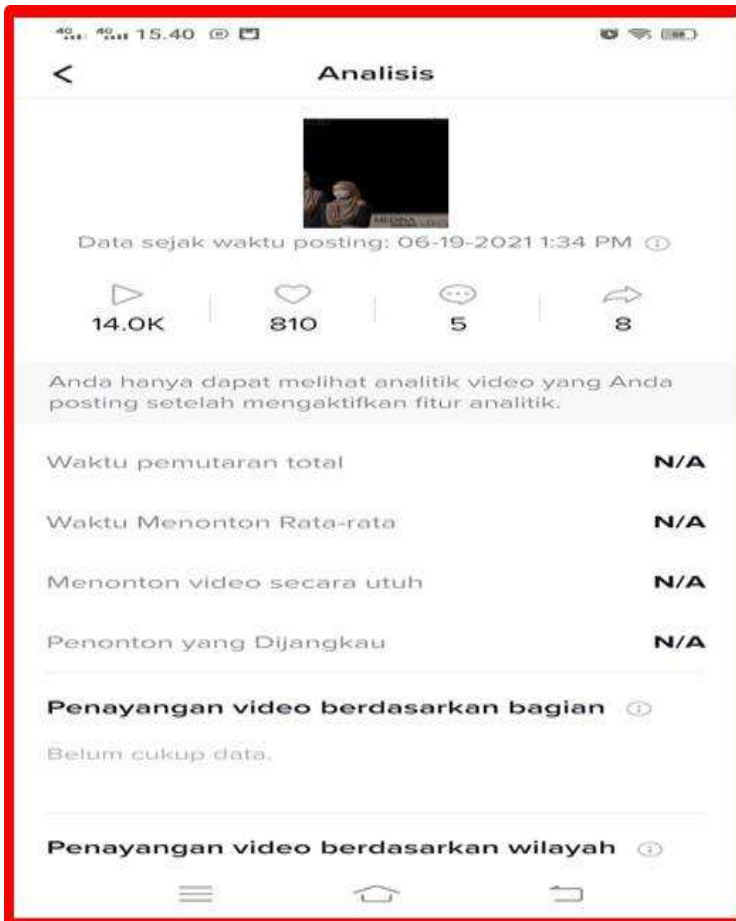 15.40
Analisis
MEDINA
Data sejak waktu posting: 06-19-2021 1:34 PM
14.0K 810 5 8
Anda hanya dapat melihat analitik video yang Anda
posting setelah mengaktifkan fitur analitik.
Waktu pemutaran total N/A
Waktu Menonton Rata-rata N/A
Menonton video secara utuh N/A
Penonton yang Dijangkau N/A
Penayangan video berdasarkan bagian
Belum cukup data.
Penayangan video berdasarkan wilayah